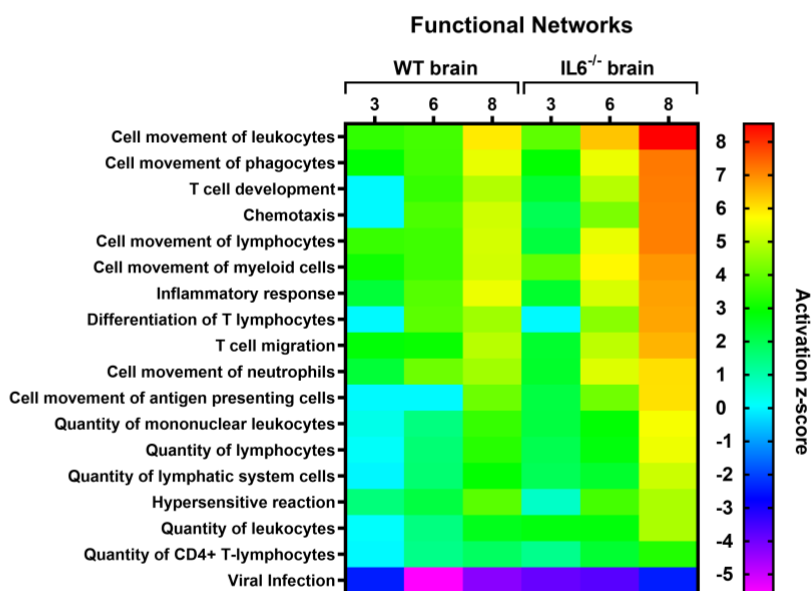 Functional Networks
WT brain IL6-/- brain
3 6 8 3 6 8
Cell movement of leukocytes
Cell movement of phagocytes
T cell development
Chemotaxis
Cell movement of lymphocytes
Cell movement of myeloid cells
Inflammatory response
Differentiation of T lymphocytes
T cell migration
Cell movement of neutrophils
Cell movement of antigen presenting cells
Quantity of mononuclear leukocytes
Quantity of lymphocytes
Quantity of lymphatic system cells
Hypersensitive reaction
Quantity of leukocytes
Quantity of CD4+ T-lymphocytes
Viral Infection
8
7
6
5
4
3
2
1
0
-1
-2
-3
-4
-5
Activation z-score